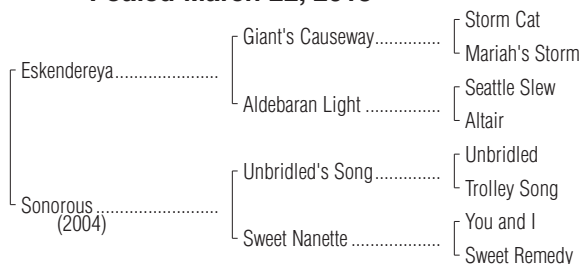 Foaled March 22,
Storm Cat
Giant's Causeway
Mariah's Storm
Eskendereya
Seattle Slew
Aldebaran Light
Altair
Unbridled
Unbridled's Song
Trolley Song
Sonorous
(2004)
You and I
Sweet Nanette
Sweet Remedy